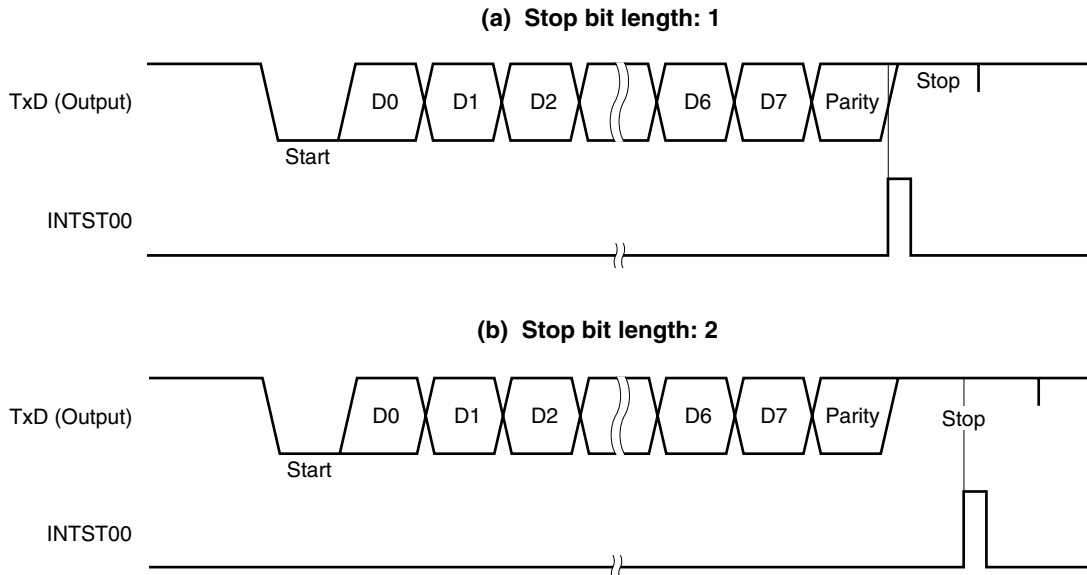 (a) Stop bit length: 1
TxD (Output)
D0 D1 D2 D6 D7 Parity Stop
Start
INTST00
(b) Stop bit length: 2
TxD (Output)
D0 D1 D2 D6 D7 Parity Stop
Start
INTST00